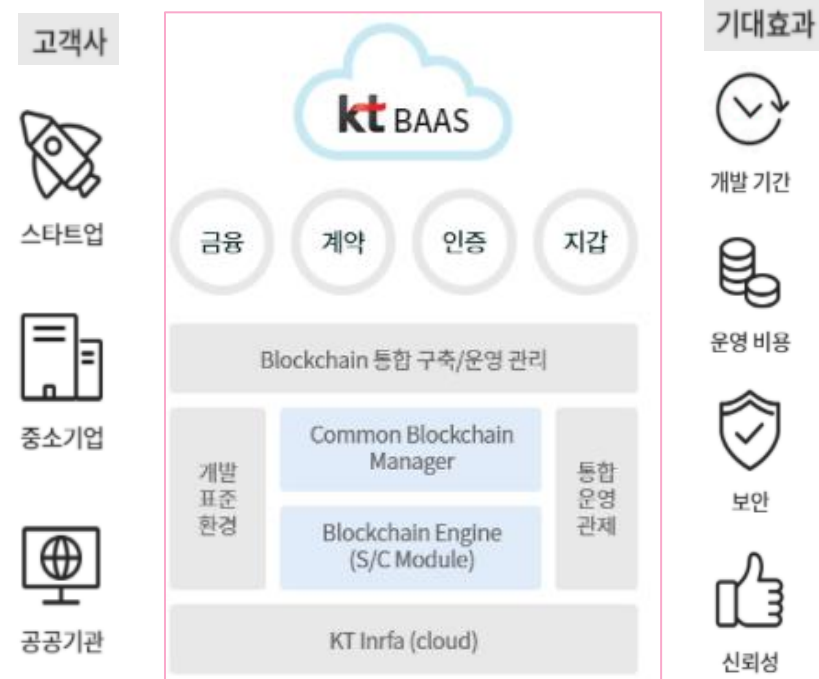 고객사
스타트업
중소기업
공공기관
kt BAAS
금융
계약
인증
지갑
Blockchain 통합 구축/운영 관리
개발
표준
환경
Common Blockchain
Manager
Blockchain Engine
(S/C Module)
통합
운영
관제
KT Inrfa (cloud)
기대효과
개발 기간
운영 비용
보안
신뢰성